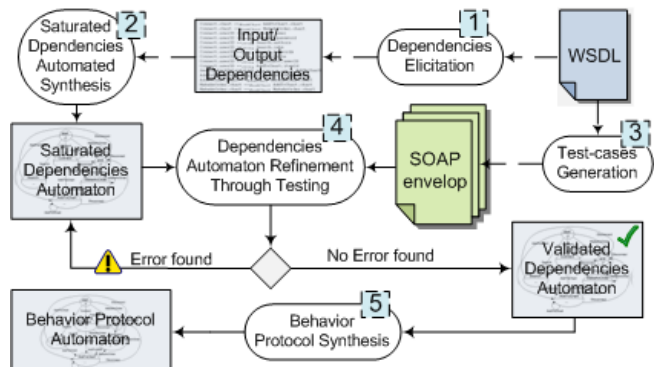 2
Saturated
Dpendencies
Automated
Synthesis
Input/
Output
Dependencies
1
Dependencies
Elicitation
WSDL
Saturated
Dependencies
Automaton
4
Dependencies
Automaton Refinement
Through Testing
SOAP
envelop
3
Test-cases
Generation
Error found
No Error found
Validated
Dependencies
Automaton
Behavior Protocol
Automaton
5
Behavior
Protocol Synthesis